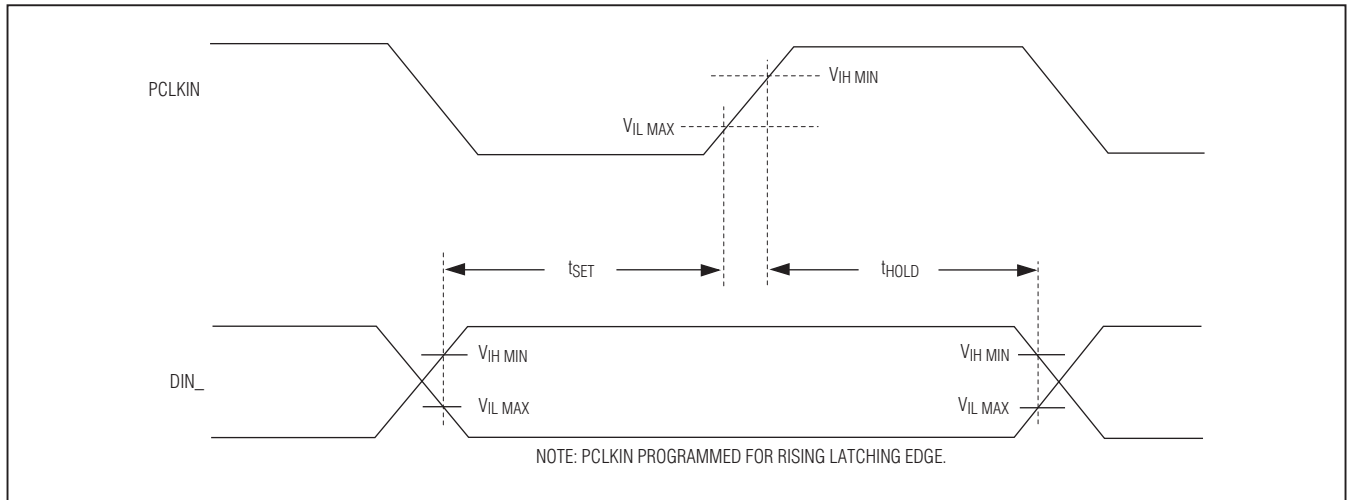 PCLKIN
VIH MIN
VIL MAX
tSET
tHOLD
DIN_
VIH MIN
VIH MIN
VIL MAX
VIL MAX
NOTE: PCLKIN PROGRAMMED FOR RISING LATCHING EDGE.